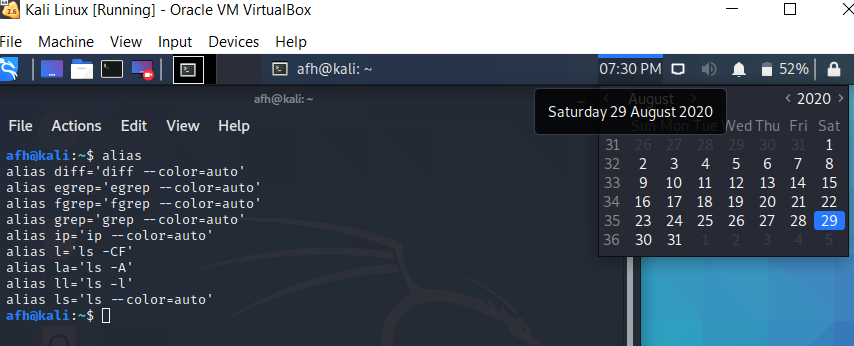 Kali Linux [Running] - Oracle VM VirtualBox
File Machine View Input Devices Help
afh@kali: ~
07:30 PM
52%
afh@kali: ~
File Actions Edit View Help
afh@kali:~$ alias
alias diff='diff --color=auto'
alias egrep='egrep --color=auto'
alias fgrep='fgrep --color=auto'
alias grep='grep --color=auto'
alias ip='ip --color=auto'
alias l='ls -CF'
alias la='ls -A'
alias ll='ls -l'
alias ls='ls --color=auto'
afh@kali:~$
< August > < 2020 >
Saturday 29 August 2020
Sun Mon Tue Wed Thu Fri Sat
31 26 27 28 29 30 31 1
32 2 3 4 5 6 7 8
33 9 10 11 12 13 14 15
34 16 17 18 19 20 21 22
35 23 24 25 26 27 28 29
36 30 31 1 2 3 4 5